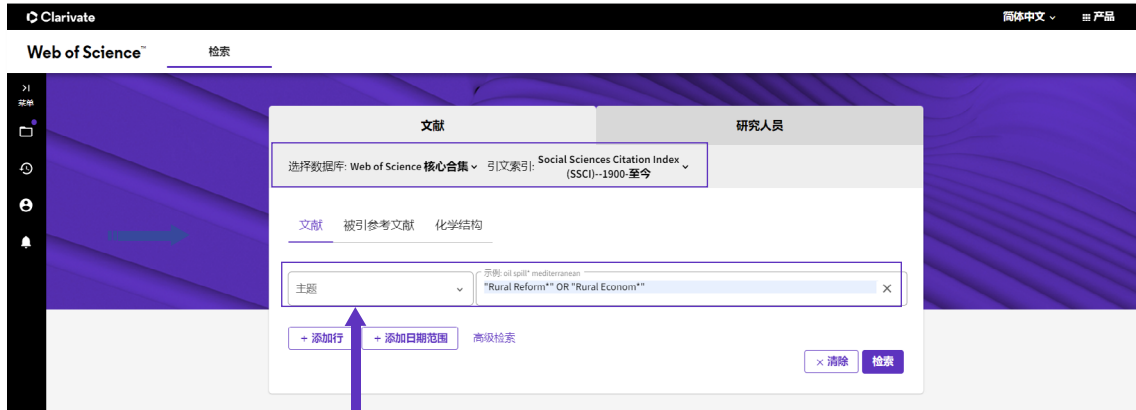 Clarivate
简体中文
产品
Web of Science™
检索
菜单
文献
研究人员
选择数据库: Web of Science 核心合集 引文索引: Social Sciences Citation Index
(SSCI)--1900-至今
文献 被引参考文献 化学结构
示例: oil spill* mediterranean
主题
"Rural Reform*" OR "Rural Econom*"
+ 添加行 + 添加日期范围 高级检索
× 清除 检索